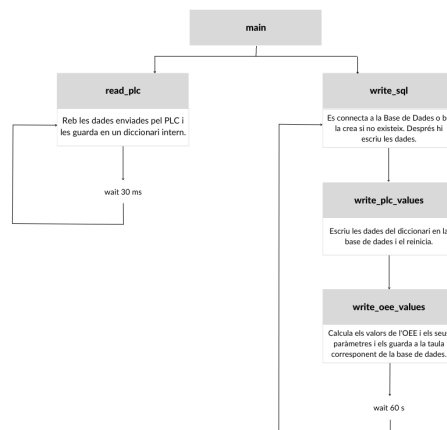 main
read_plc
Reb les dades enviades pel PLC i
les guarda en un diccionari intern.
wait 30 ms
write_sql
Es connecta a la Base de Dades o b
la crea si no existeix. Després hi
escriu les dades.
write_plc_values
Escriu les dades del diccionari en la
base de dades i el reinicia.
write_oee_values
Calcula els valors de l'OEE i els seus
paràmetres i els guarda a la taula
corresponent de la base de dades.
wait 60 s